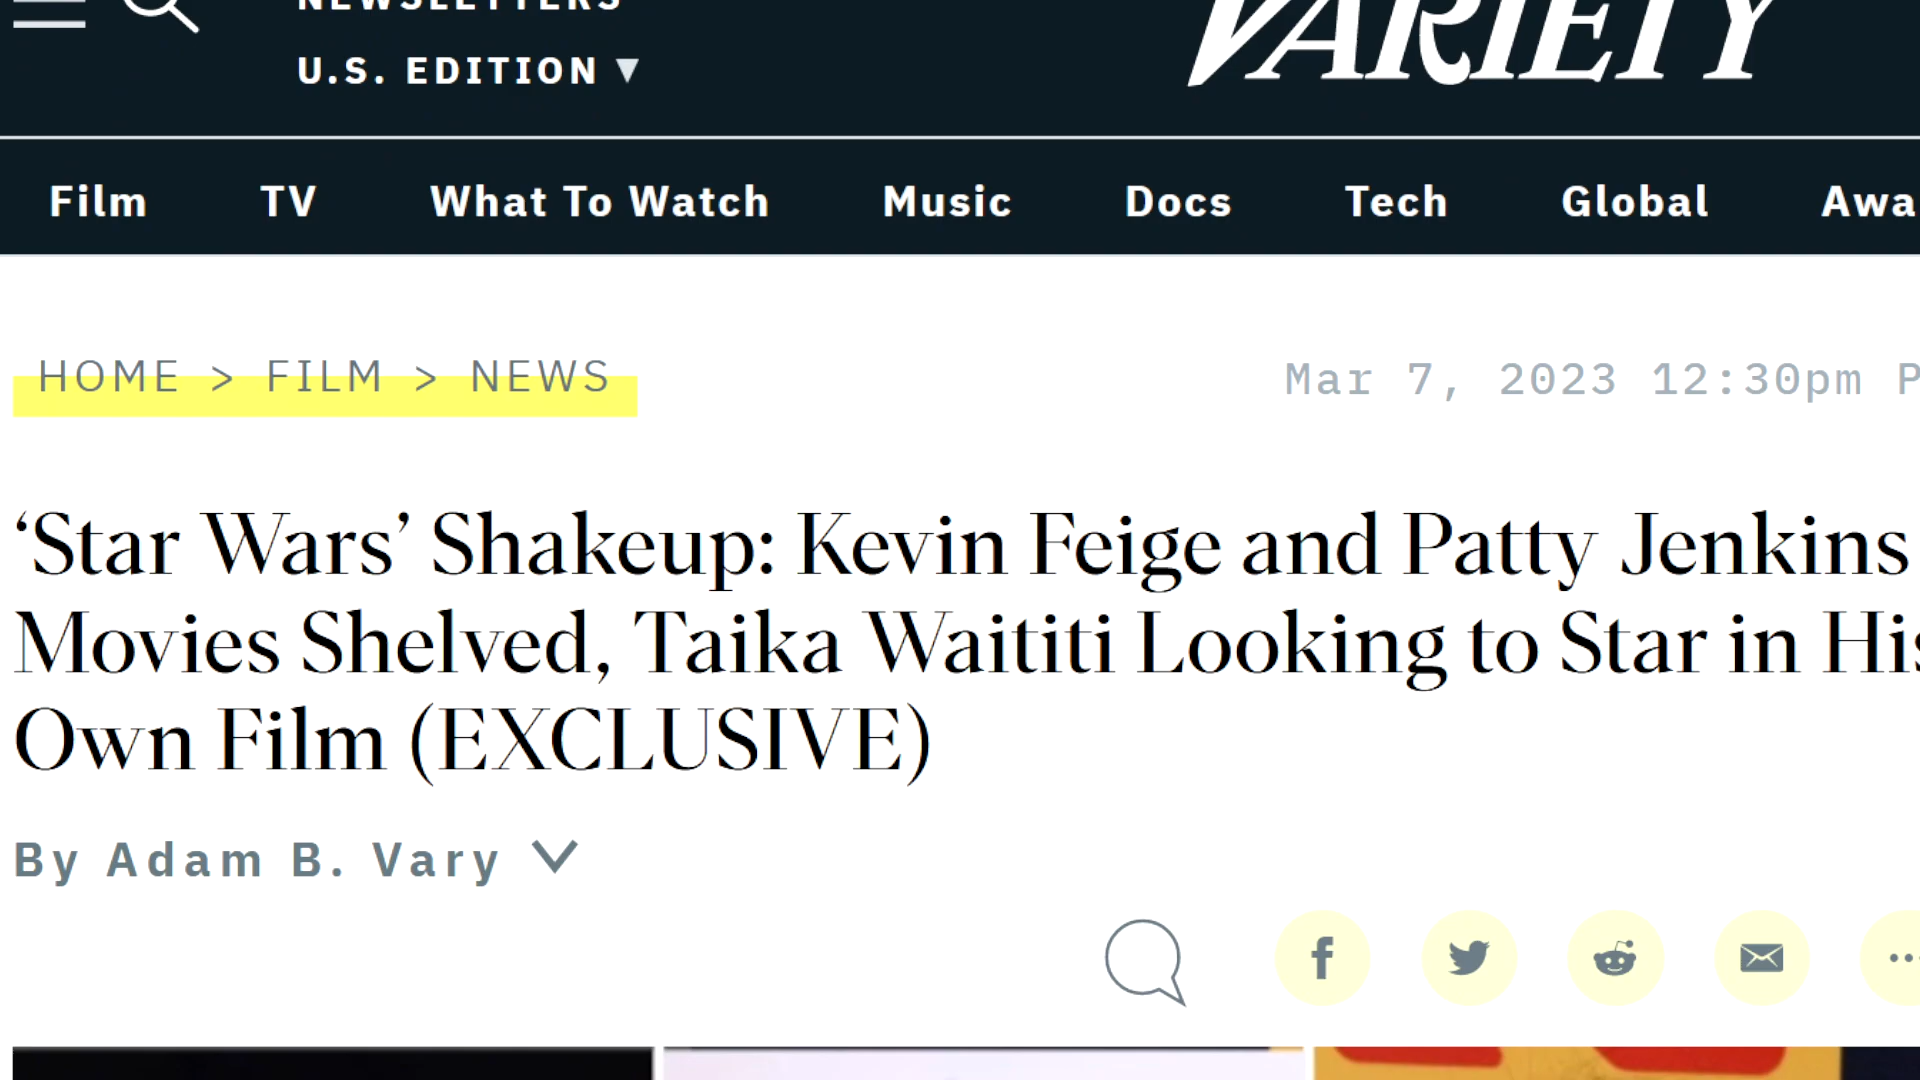 NEWSLETTERS
U.S. EDITION ▼
VARIETY
Film TV What To Watch Music Docs Tech Global Awa
HOME > FILM > NEWS
Mar 7, 2023 12:30pm P
‘Star Wars’ Shakeup: Kevin Feige and Patty Jenkins
Movies Shelved, Taika Waititi Looking to Star in His
Own Film (EXCLUSIVE)
By Adam B. Vary